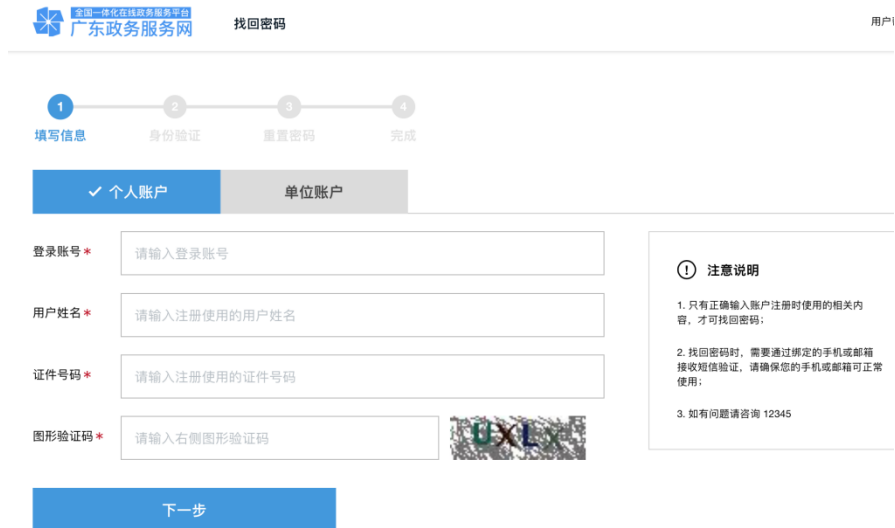 全国一体化在线政务服务平台
广东政务服务网
找回密码
用户
1
2
3
4
填写信息
身份验证
重置密码
完成
✓ 个人账户
单位账户
登录账号*
请输入登录账号
用户姓名*
请输入注册使用的用户姓名
证件号码*
请输入注册使用的证件号码
图形验证码*
请输入右侧图形验证码
UXLX
下一步
注意说明
1. 只有正确输入账户注册时使用的相关内
容，才可找回密码；
2. 找回密码时，需要通过绑定的手机或邮箱
接收短信验证，请确保您的手机或邮箱可正常
使用；
3. 如有问题请咨询 12345